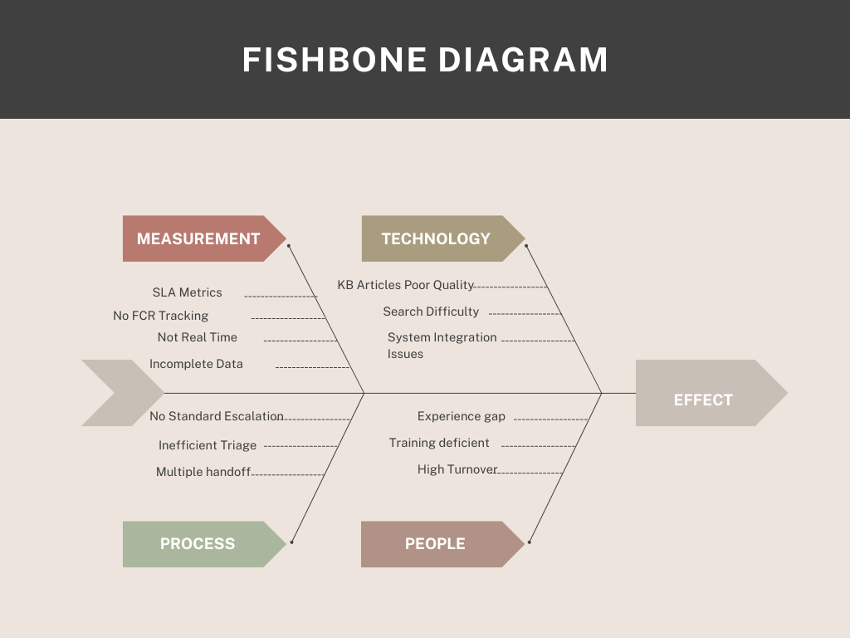 FISHBONE DIAGRAM
MEASUREMENT
TECHNOLOGY
SLA Metrics
No FCR Tracking
Not Real Time
Incomplete Data
KB Articles Poor Quality
Search Difficulty
System Integration
Issues
EFFECT
No Standard Escalation
Inefficient Triage
Multiple handoff
Experience gap
Training deficient
High Turnover
PROCESS
PEOPLE